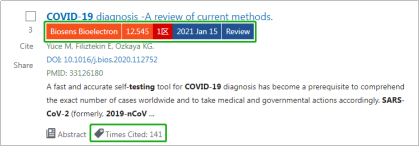 COVID-19 diagnosis -A review of current methods.
3
Biosens Bioelectron 12.545 1区 2021 Jan 15 Review
Cite
Yüce M, Filiztekin E, Özkaya KG.
DOI: 10.1016/j.bios.2020.112752
Share
PMID: 33126180
A fast and accurate self-testing tool for COVID-19 diagnosis has become a prerequisite to comprehend
the exact number of cases worldwide and to take medical and governmental actions accordingly. SARS-
CoV-2 (formerly, 2019-nCoV ...
Abstract Times Cited: 141